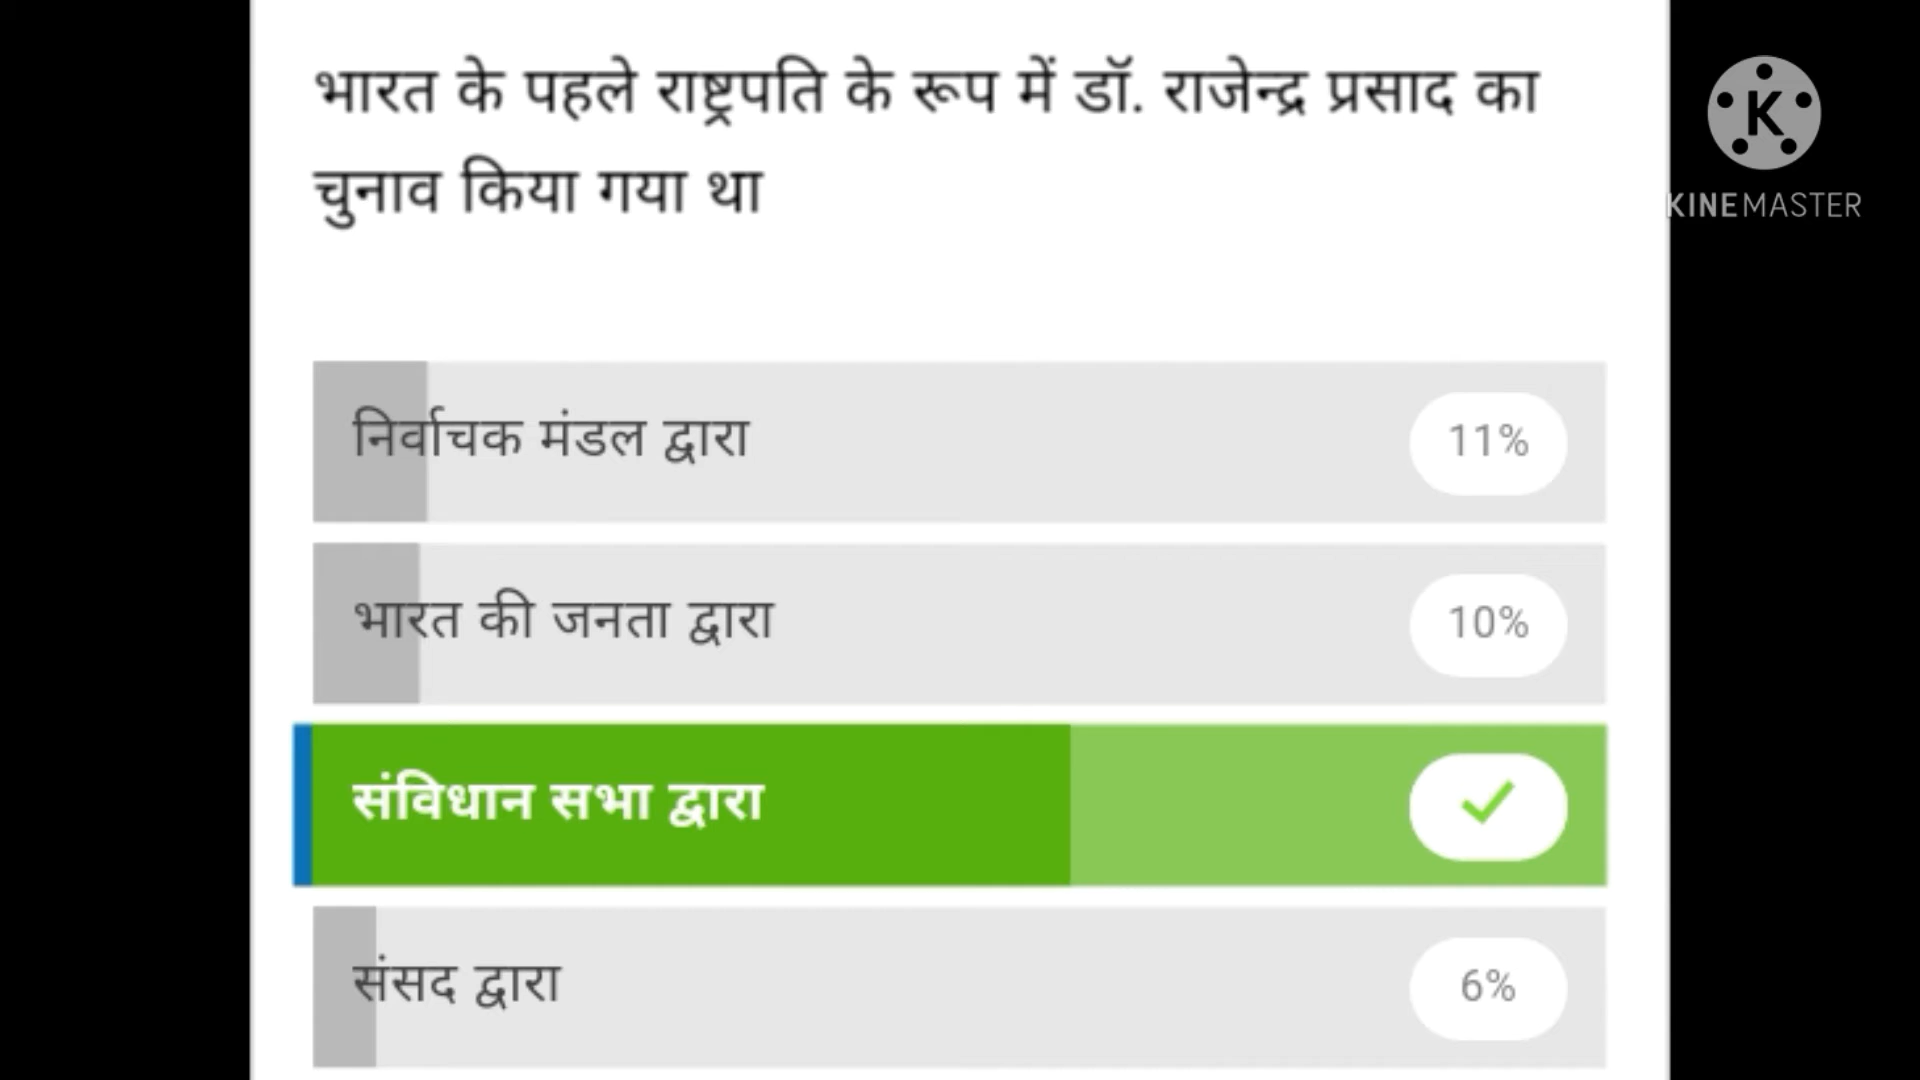 भारत के पहले राष्ट्रपति के रूप में डॉ. राजेन्द्र प्रसाद का
चुनाव किया गया था
K
KINEMASTER
निर्वाचक मंडल द्वारा 11%
भारत की जनता द्वारा 10%
संविधान सभा द्वारा
संसद द्वारा 6%